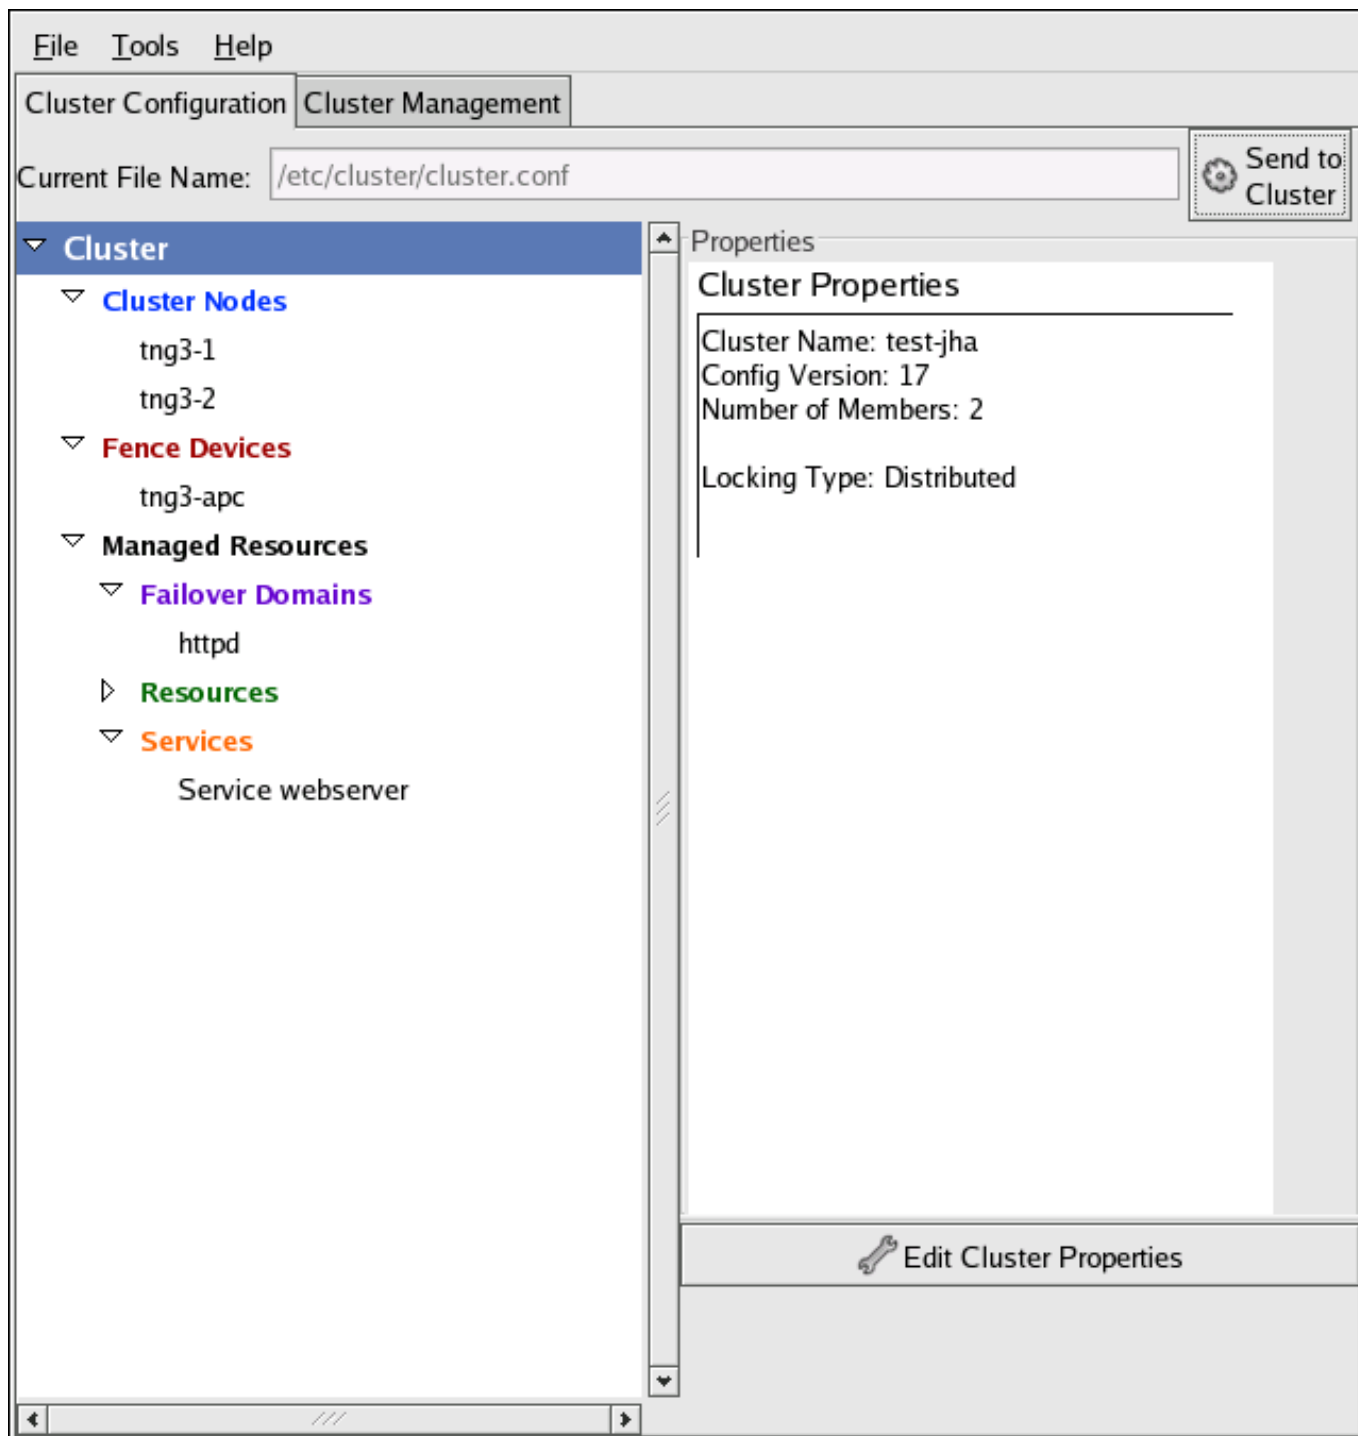 File Tools Help
Cluster Configuration Cluster Management
Current File Name: /etc/cluster/cluster.conf
Send to
Cluster
Cluster
Cluster Nodes
tng3-1
tng3-2
Fence Devices
tng3-apc
Managed Resources
Failover Domains
httpd
Resources
Services
Service webserver
Properties
Cluster Properties
Cluster Name: test-jha
Config Version: 17
Number of Members: 2
Locking Type: Distributed
Edit Cluster Properties